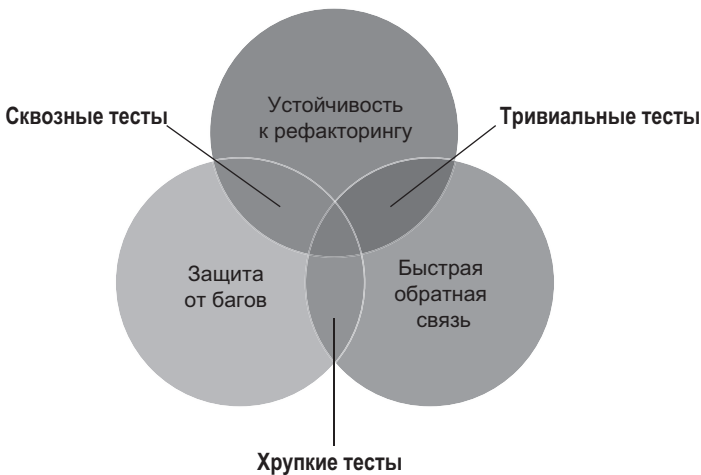 Устойчивость
к рефакторингу
Сквозные тесты
Тривиальные тесты
Защита
от багов
Быстрая
обратная
связь
Хрупкие тесты